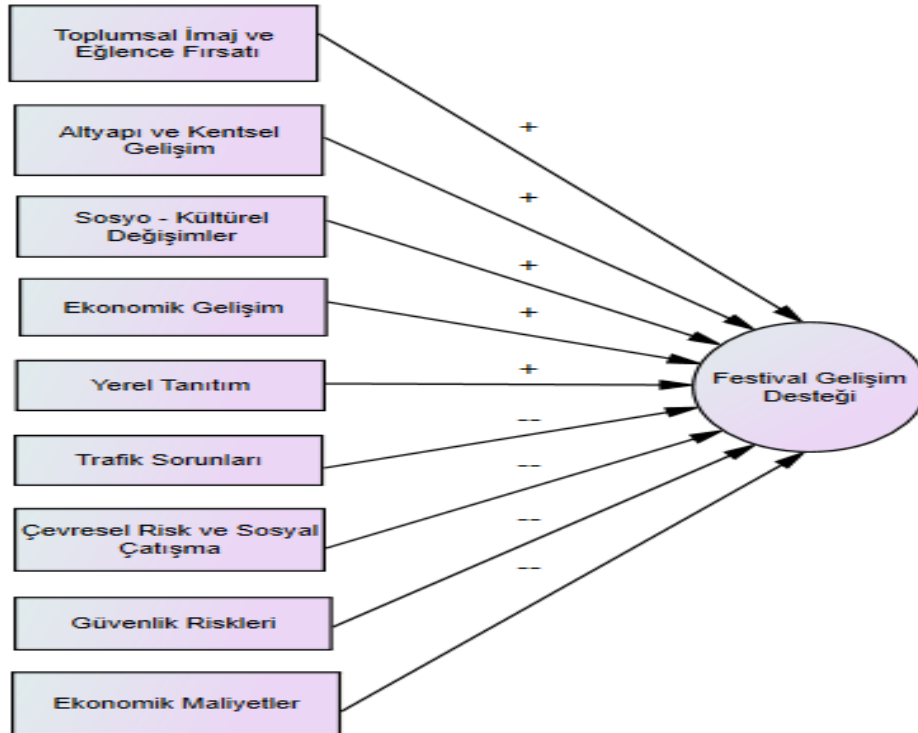 Toplumsal İmaj ve
Eğlence Fırsatı
+
Altyapı ve Kentsel
Gelişim
+
Sosyo - Kültürel
Değişimler
+
Ekonomik Gelişim
+
Yerel Tanıtım
+
Festival Gelişim
Desteği
Trafik Sorunları
--
Çevresel Risk ve Sosyal
Çatışma
--
Güvenlik Riskleri
--
Ekonomik Maliyetler
--